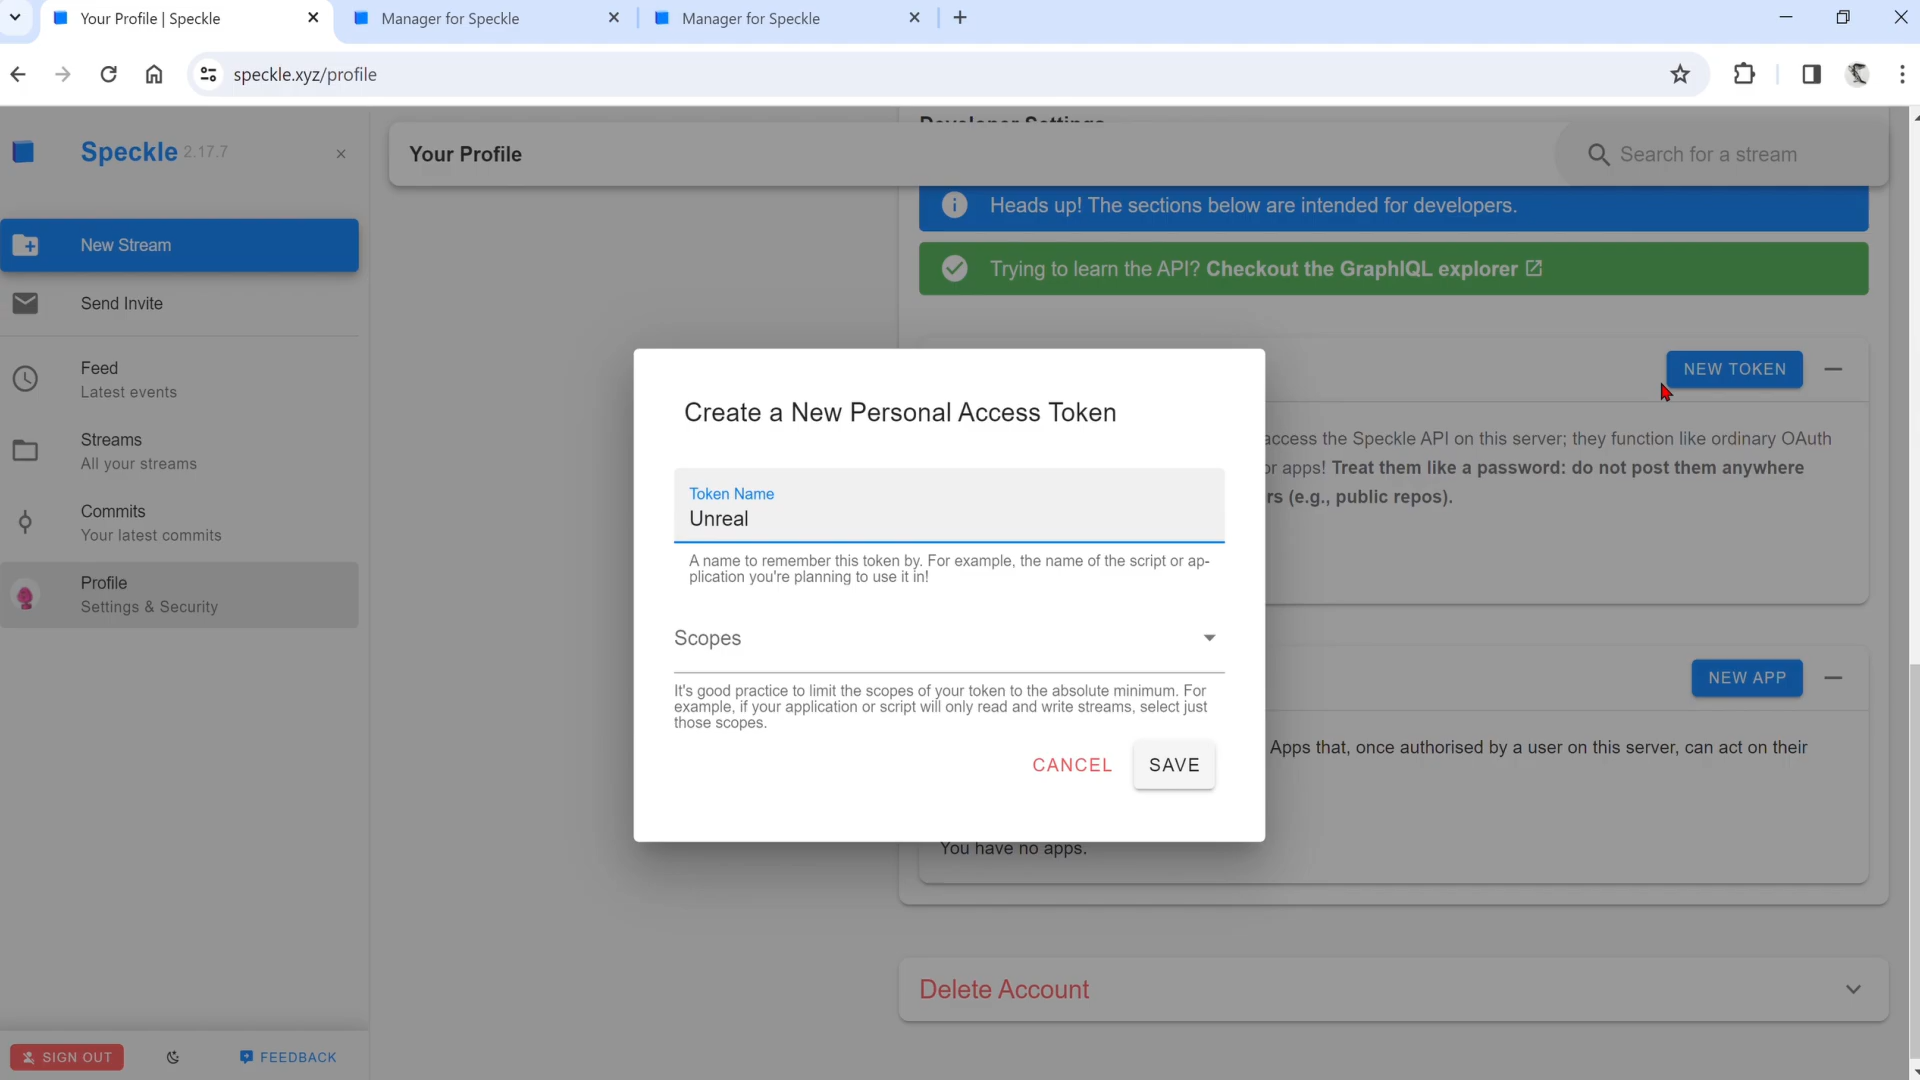 Your Profile | Speckle
Manager for Speckle
Manager for Speckle
speckle.xyz/profile
Speckle 2.17.7
Your Profile
Developer Settings
Search for a stream
New Stream
Send Invite
Feed
Latest events
Streams
All your streams
Commits
Your latest commits
Profile
Settings & Security
SIGN OUT
FEEDBACK
Heads up! The sections below are intended for developers.
Trying to learn the API? Checkout the GraphIQL explorer
NEW TOKEN
access the Speckle API on this server; they function like ordinary OAuth
or apps! Treat them like a password: do not post them anywhere
rs (e.g., public repos).
Create a New Personal Access Token
Token Name
Unreal
A name to remember this token by. For example, the name of the script or ap-
plication you're planning to use it in!
Scopes
It's good practice to limit the scopes of your token to the absolute minimum. For
example, if your application or script will only read and write streams, select just
those scopes.
CANCEL
SAVE
NEW APP
Apps that, once authorised by a user on this server, can act on their
You have no apps.
Delete Account